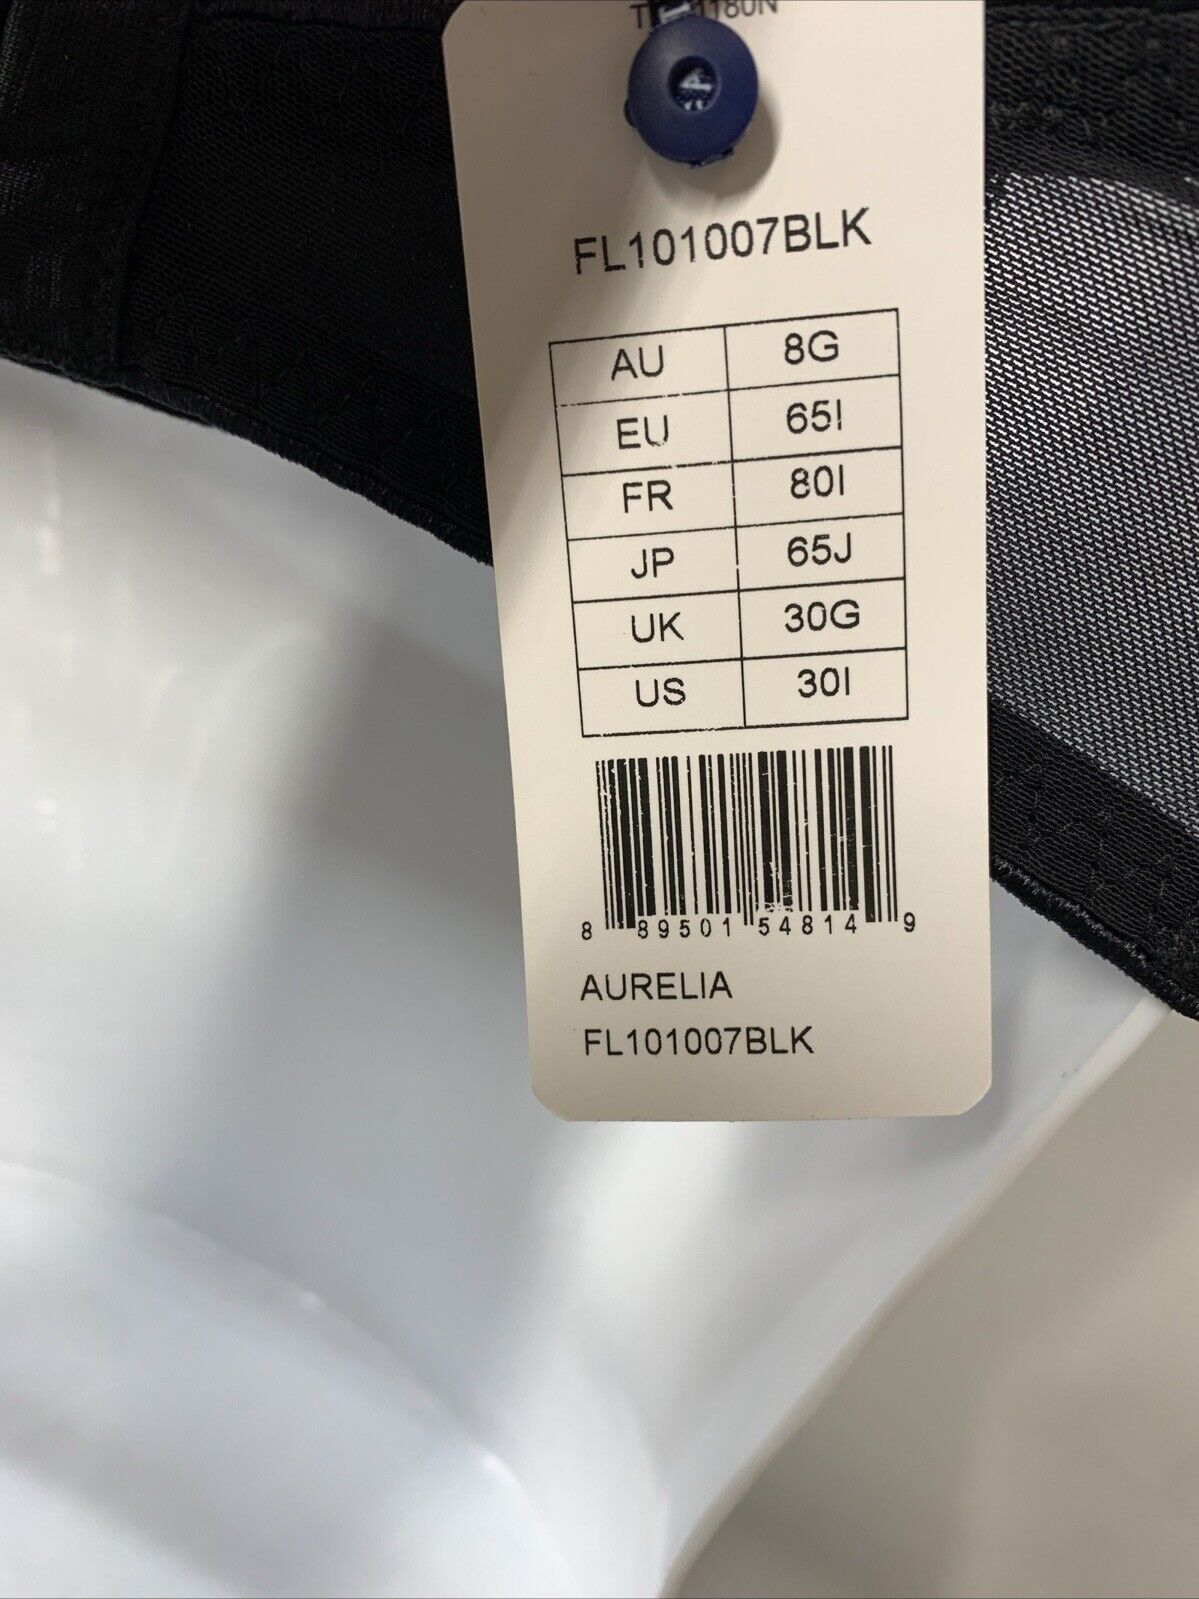 FL101007BLK
AU 8G
EU 65I
FR 80I
JP 65J
UK 30G
US 30I
8 89501 54814 9
AURELIA
FL101007BLK